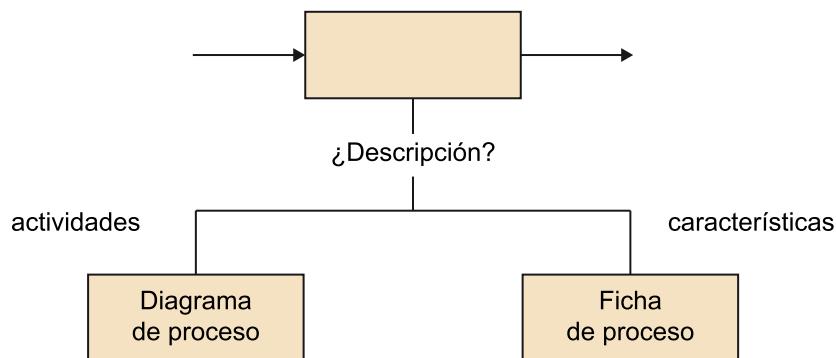 ¿Descripción?
actividades
características
Diagrama
de proceso
Ficha
de proceso